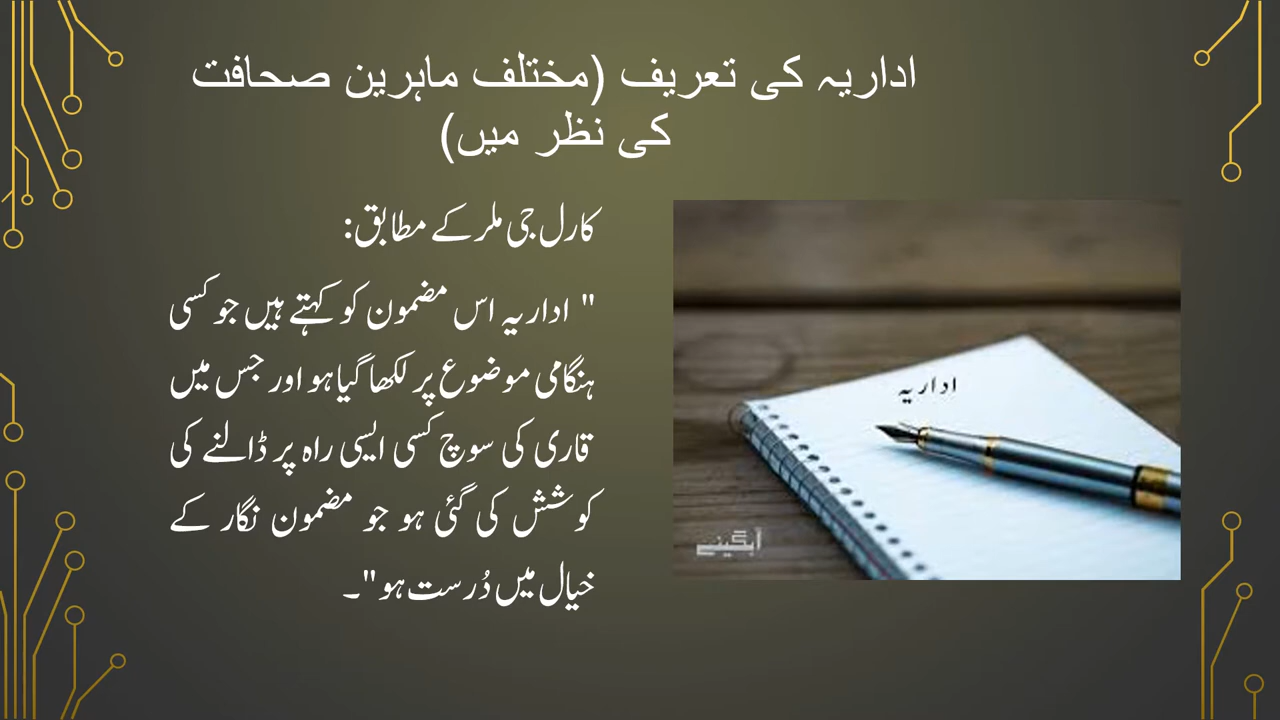 اداریہ کی تعریف (مختلف ماہرین صحافت
کی نظر میں)
کارل جی ملر کے مطابق:
" اداریہ اس مضمون کو کہتے ہیں جو کسی
ہنگامی موضوع پر لکھا گیا ہو اور جس میں
قاری کی سوچ کسی ایسی راہ پر ڈالنے کی
کوشش کی گئی ہو جو مضمون نگار کے
خیال میں دُرست ہو"۔
اداریہ
آبگینے